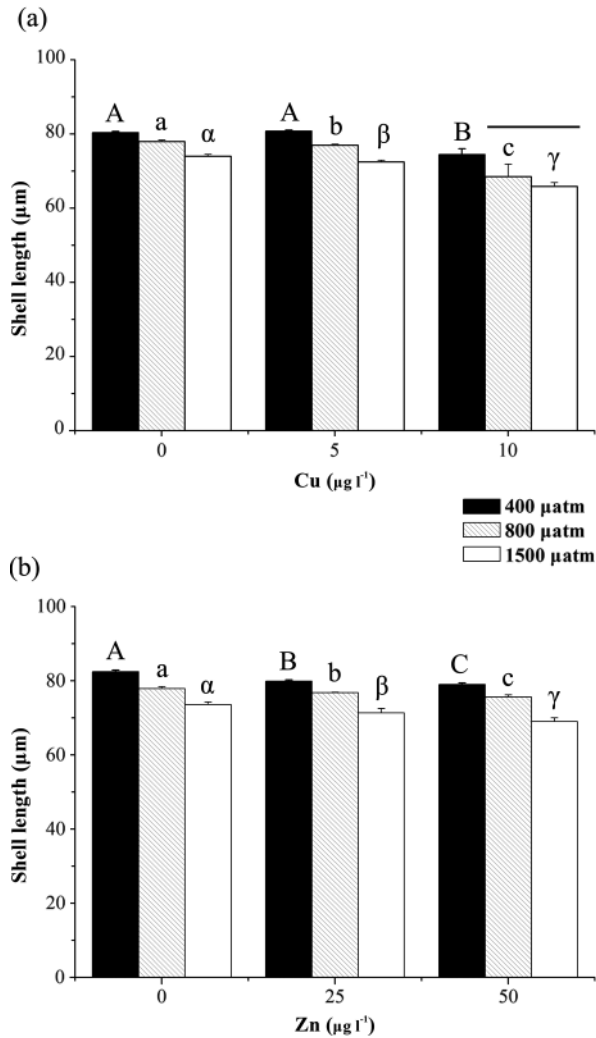 (a)
100
80
60
40
20
0
Shell length (µm)
A a α A b β B c γ
0 5 10
Cu (µg l⁻¹)
400 µatm
800 µatm
1500 µatm
(b)
100
80
60
40
20
0
Shell length (µm)
A a α B b β C c γ
0 25 50
Zn (µg l⁻¹)